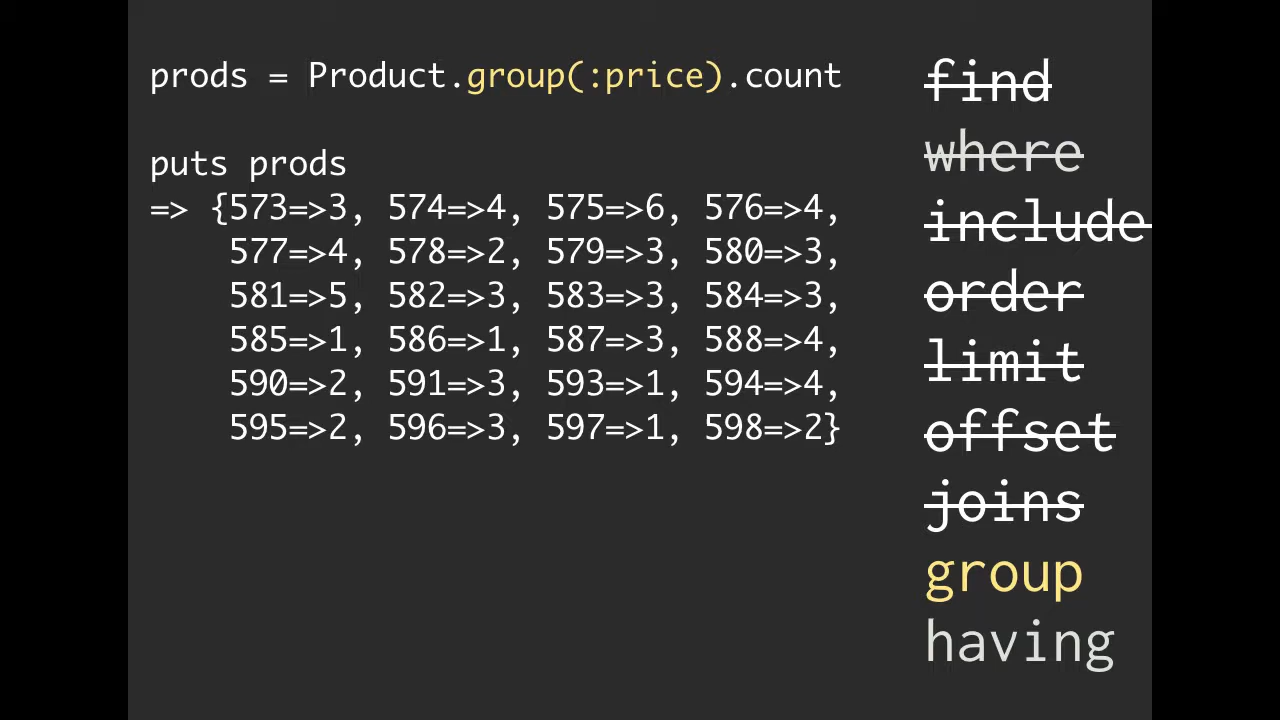 prods = Product.group(:price).count
puts prods
=> {573=>3, 574=>4, 575=>6, 576=>4,
577=>4, 578=>2, 579=>3, 580=>3,
581=>5, 582=>3, 583=>3, 584=>3,
585=>1, 586=>1, 587=>3, 588=>4,
590=>2, 591=>3, 593=>1, 594=>4,
595=>2, 596=>3, 597=>1, 598=>2}
find
where
include
order
limit
offset
joins
group
having